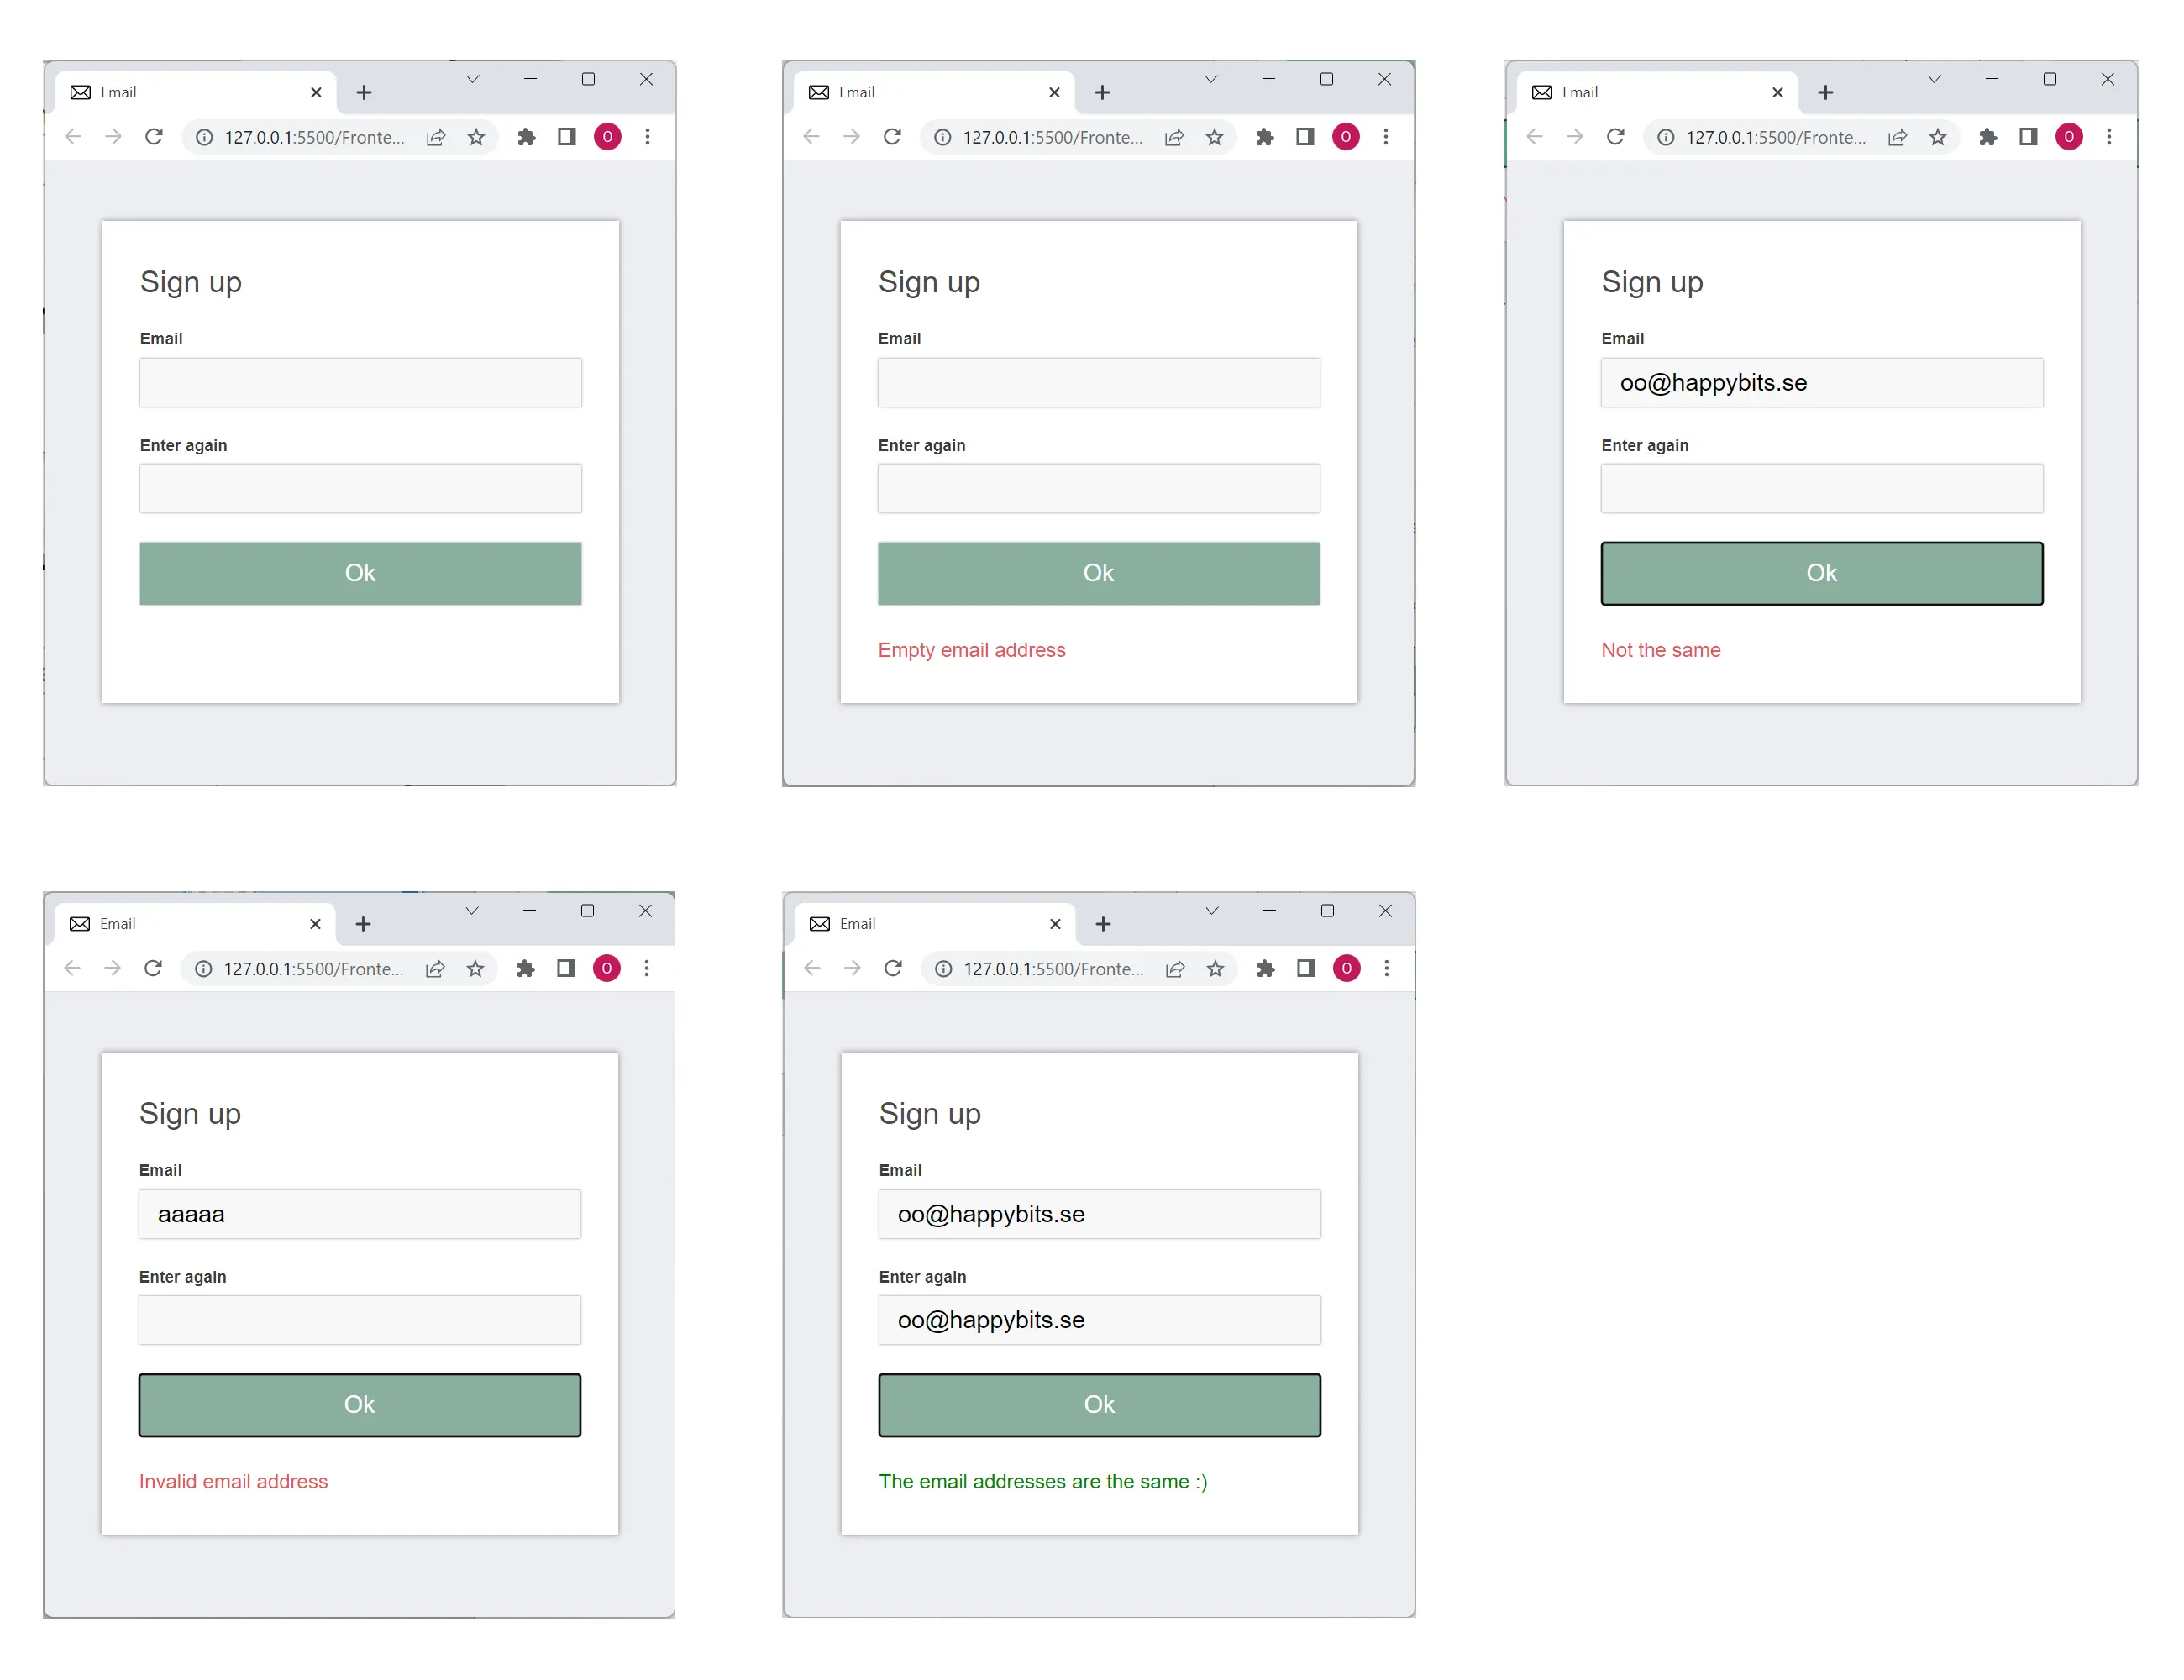 Email
127.0.0.1:5500/Fronte...
O
Sign up
Email
Enter again
Ok
Email
127.0.0.1:5500/Fronte...
O
Sign up
Email
Enter again
Ok
Empty email address
Email
127.0.0.1:5500/Fronte...
O
Sign up
Email
oo@happybits.se
Enter again
Ok
Not the same
Email
127.0.0.1:5500/Fronte...
O
Sign up
Email
aaaaa
Enter again
Ok
Invalid email address
Email
127.0.0.1:5500/Fronte...
O
Sign up
Email
oo@happybits.se
Enter again
oo@happybits.se
Ok
The email addresses are the same :)